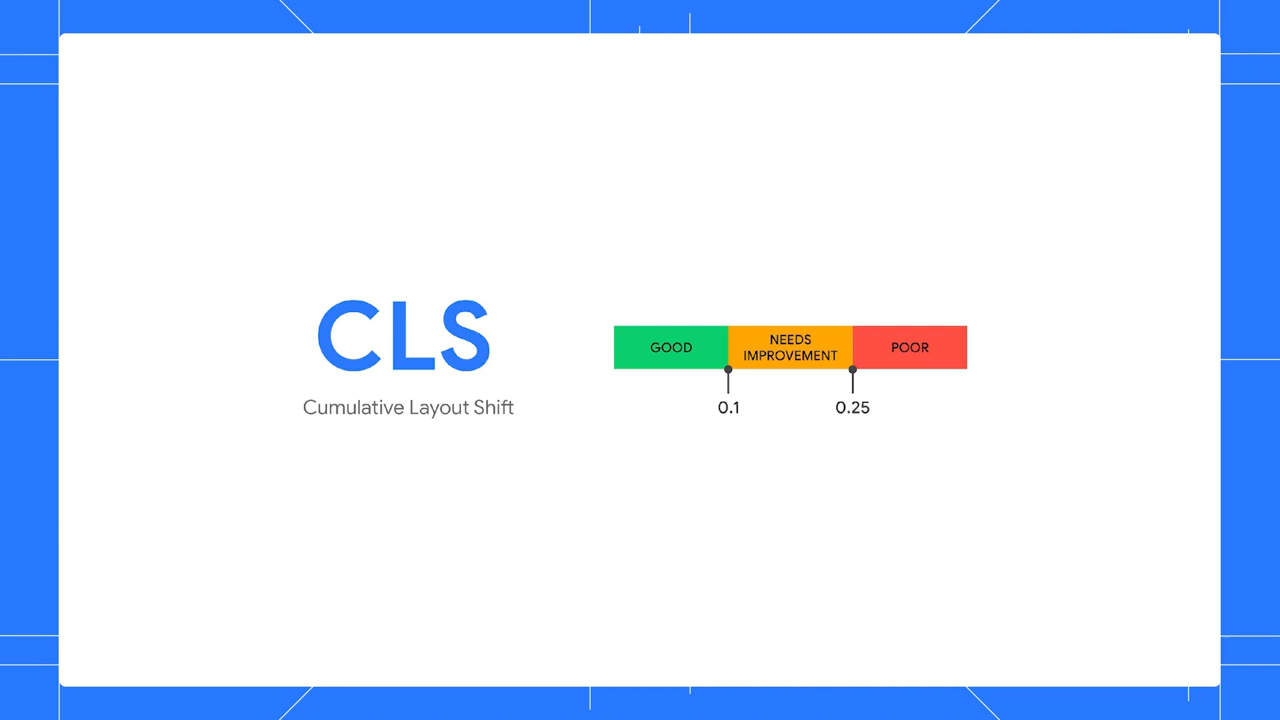 CLS
Cumulative Layout Shift
GOOD
NEEDS
IMPROVEMENT
POOR
0.1
0.25